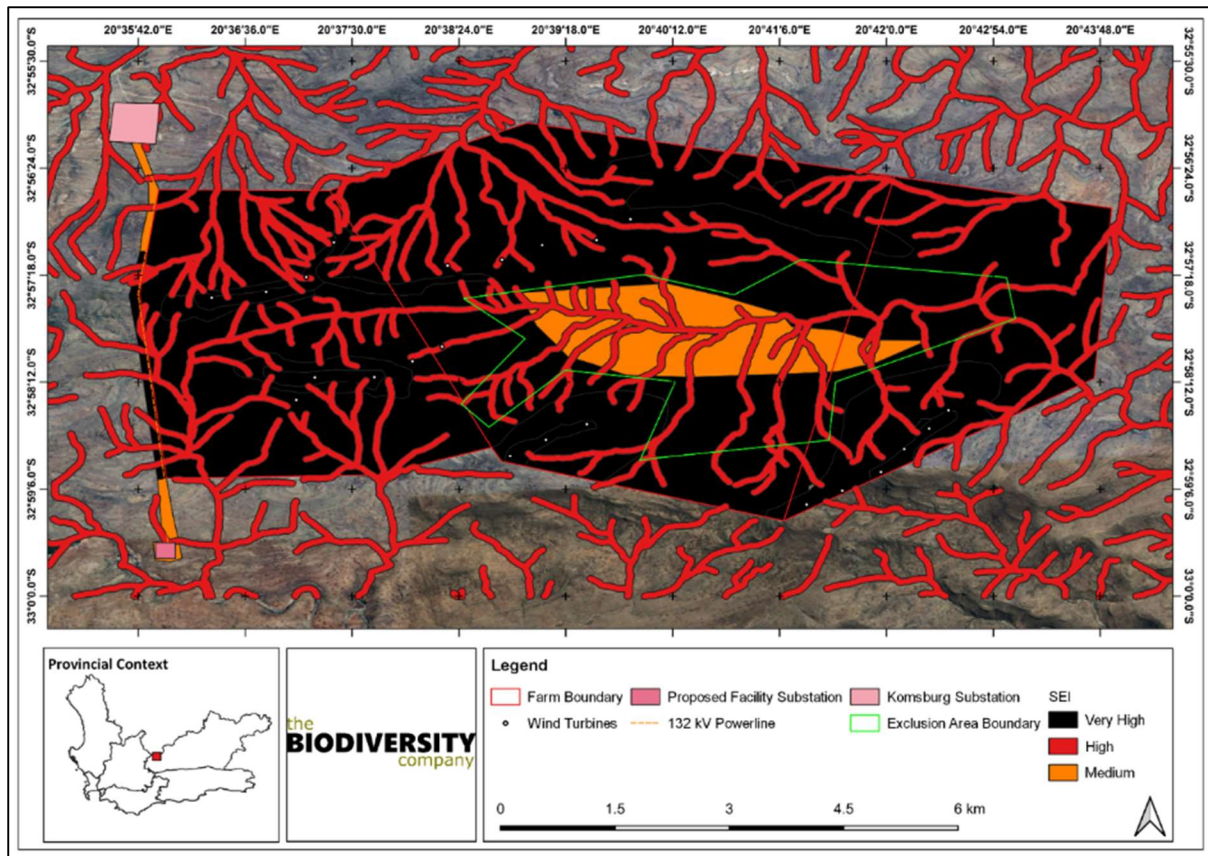 20°35'42.0"E 20°36'36.0"E 20°37'30.0"E 20°38'24.0"E 20°39'18.0"E 20°40'12.0"E 20°41'6.0"E 20°42'0.0"E 20°42'54.0"E 20°43'48.0"E
32°55'30.0"S 32°55'30.0"S
32°56'24.0"S 32°56'24.0"S
32°57'18.0"S 32°57'18.0"S
32°58'12.0"S 32°58'12.0"S
32°59'6.0"S 32°59'6.0"S
33°0'0.0"S 33°0'0.0"S
Provincial Context
the
BIODIVERSITY
company
Legend
Farm Boundary Proposed Facility Substation Komsburg Substation SEI
Wind Turbines 132 kV Powerline Exclusion Area Boundary Very High
High
Medium
0 1.5 3 4.5 6 km